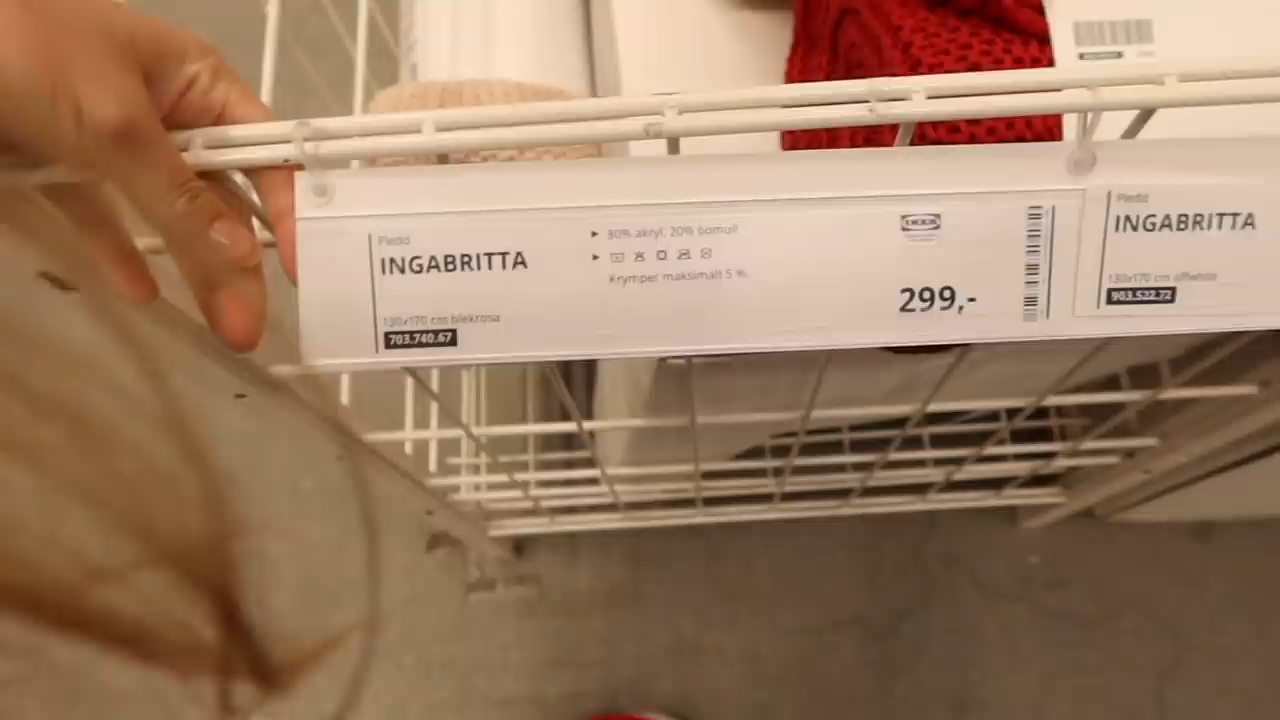 Pledd
INGABRITTA
130x170 cm blekrosa
703.740.67
80% akryl, 20% bomull
Krymper maksimalt 5 %.
IKEA
299,-
Pledd
INGABRITTA
130x170 cm offwhite
903.522.72